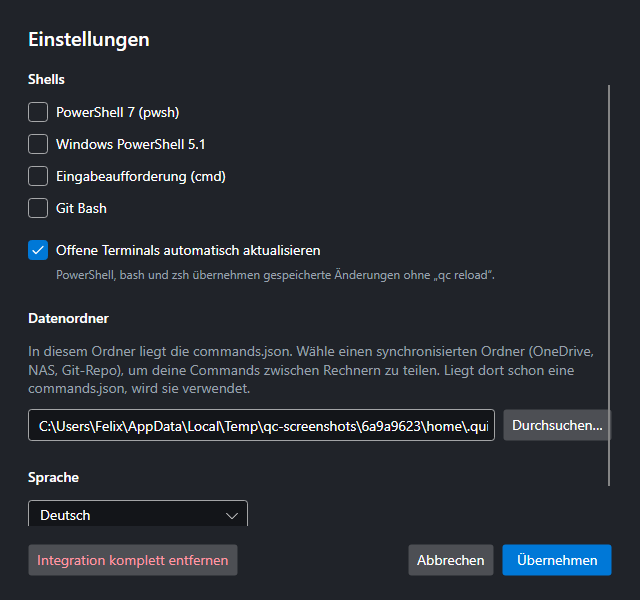 Einstellungen
Shells
PowerShell 7 (pwsh)
Windows PowerShell 5.1
Eingabeaufforderung (cmd)
Git Bash
Offene Terminals automatisch aktualisieren
PowerShell, bash und zsh übernehmen gespeicherte Änderungen ohne „qc reload“.
Datenordner
In diesem Ordner liegt die commands.json. Wähle einen synchronisierten Ordner (OneDrive,
NAS, Git-Repo), um deine Commands zwischen Rechnern zu teilen. Liegt dort schon eine
commands.json, wird sie verwendet.
C:\Users\Felix\AppData\Local\Temp\qc-screenshots\6a9a9623\home\.qui
Durchsuchen...
Sprache
Deutsch
Integration komplett entfernen
Abbrechen
Übernehmen